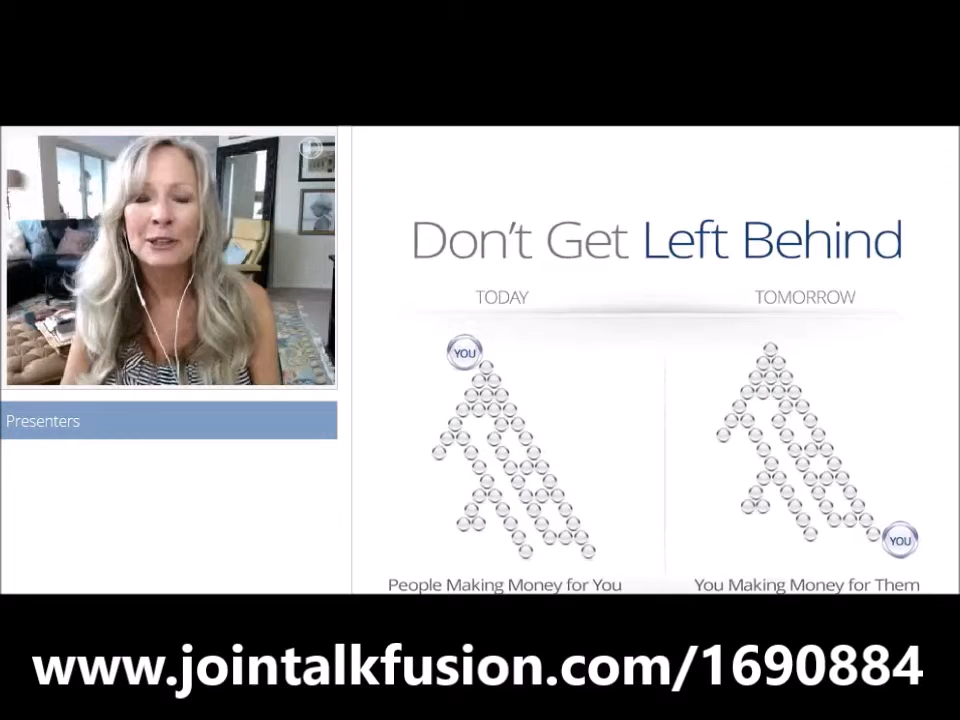 Don't Get Left Behind
TODAY
TOMORROW
YOU
Presenters
YOU
People Making Money for You
You Making Money for Them
www.jointalkfusion.com/1690884